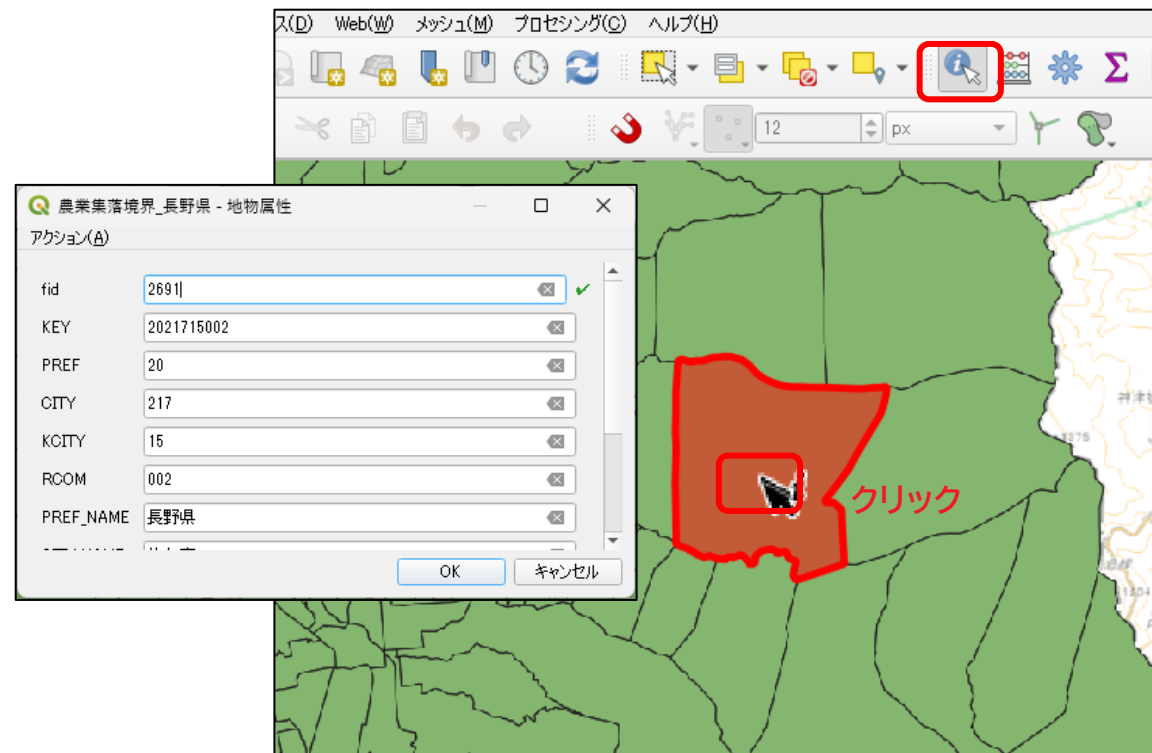 ス(D) Web(W) メッシュ(M) プロセシング(C) ヘルプ(H)
12 px
農業集落境界_長野県 - 地物属性
アクション(A)
fid 2691
KEY 2021715002
PREF 20
CITY 217
KCITY 15
RCOM 002
PREF_NAME 長野県
OK キャンセル
クリック
神津
1375